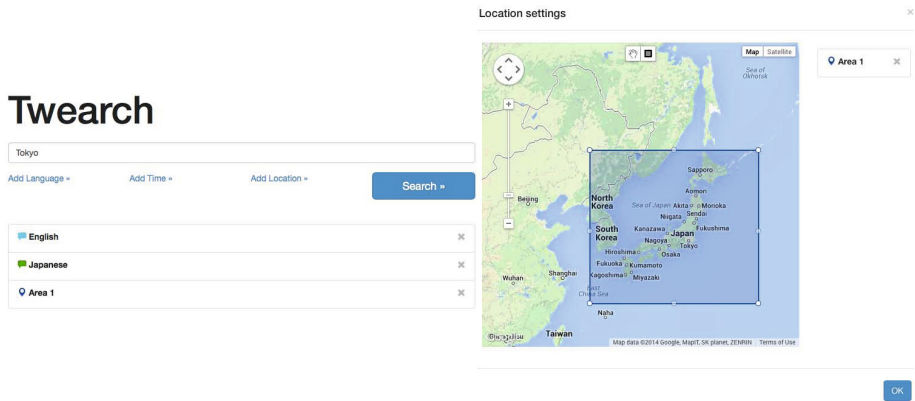 Twearch
Tokyo
Add Language »
Add Time »
Add Location »
Search »
English
Japanese
Area 1
Location settings
Map
Satellite
Area 1
Sea of
Okhotsk
Sapporo
Aomori
Beijing
North
Korea
Sea of Japan
Akita
Morioka
Niigata
Sendai
South
Korea
Kanazawa
Japan
Fukushima
Nagoya
Tokyo
Hiroshima
Osaka
Fukuoka
Kumamoto
Wuhan
Shanghai
Kagoshima
Miyazaki
East
China Sea
Naha
Taiwan
Map data ©2014 Google, MapIT, SK planet, ZENRIN
Terms of Use
OK